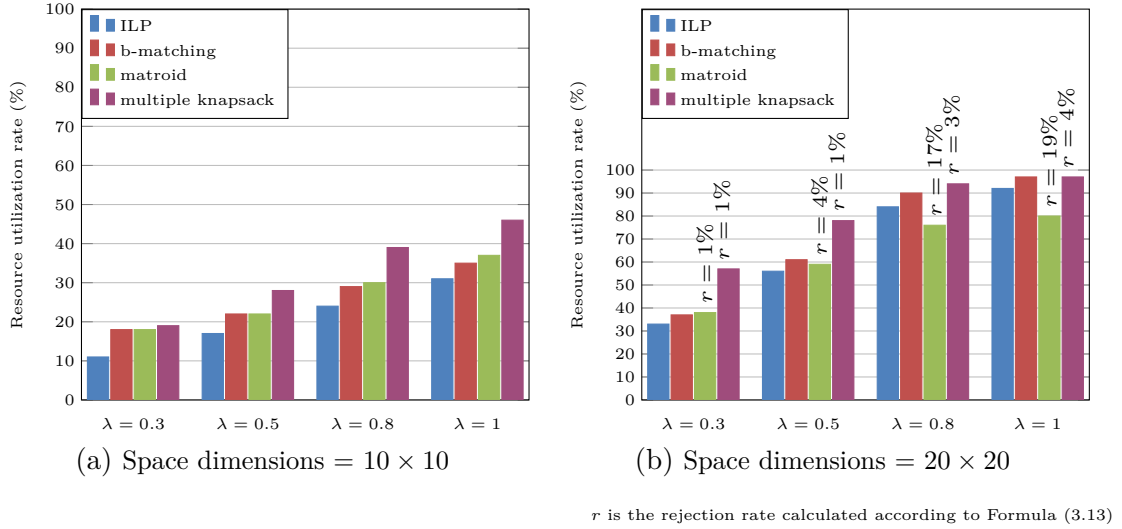 Resource utilization rate (%)
100
90
80
70
60
50
40
30
20
10
0
ILP
b-matching
matroid
multiple knapsack
λ = 0.3
λ = 0.5
λ = 0.8
λ = 1
(a) Space dimensions = 10 × 10
Resource utilization rate (%)
100
90
80
70
60
50
40
30
20
10
0
ILP
b-matching
matroid
multiple knapsack
r = 1%
r = 1%
r = 4%
r = 1%
r = 17%
r = 3%
r = 19%
r = 4%
λ = 0.3
λ = 0.5
λ = 0.8
λ = 1
(b) Space dimensions = 20 × 20
r is the rejection rate calculated according to Formula (3.13)